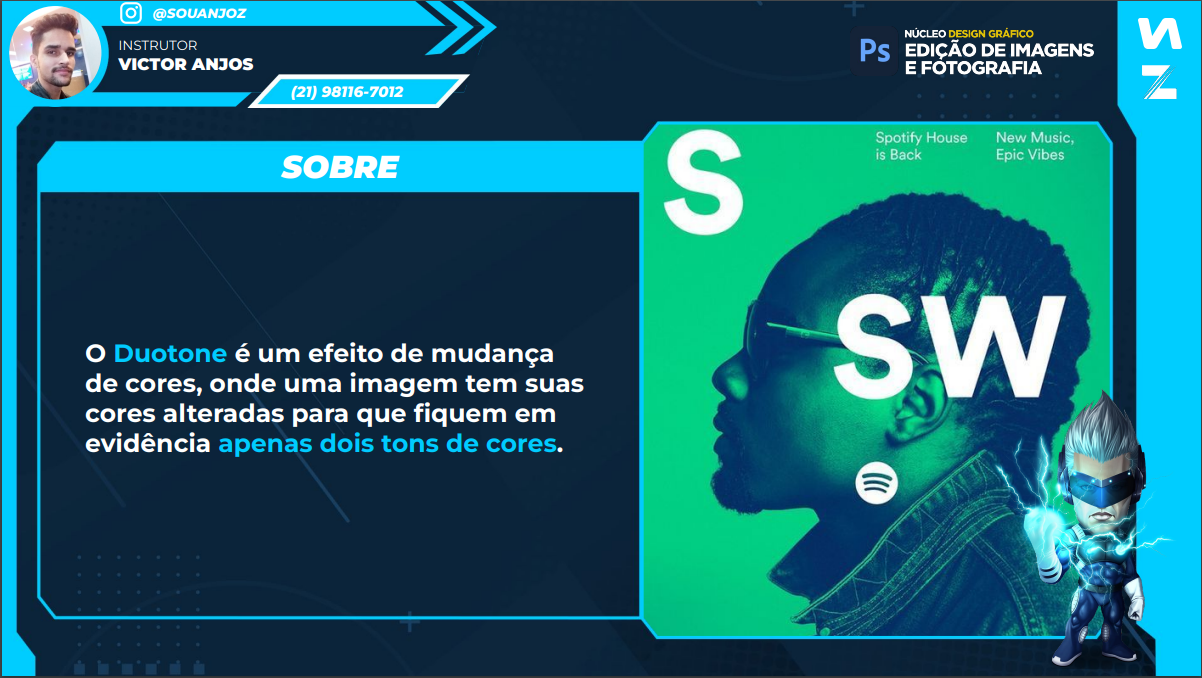 @SOUANJOZ
INSTRUTOR
VICTOR ANJOS
(21) 98116-7012
Ps
NÚCLEO DESIGN GRÁFICO
EDIÇÃO DE IMAGENS
E FOTOGRAFIA
SOBRE
O Duotone é um efeito de mudança
de cores, onde uma imagem tem suas
cores alteradas para que fiquem em
evidência apenas dois tons de cores.
S
Spotify House
is Back
New Music,
Epic Vibes
SW